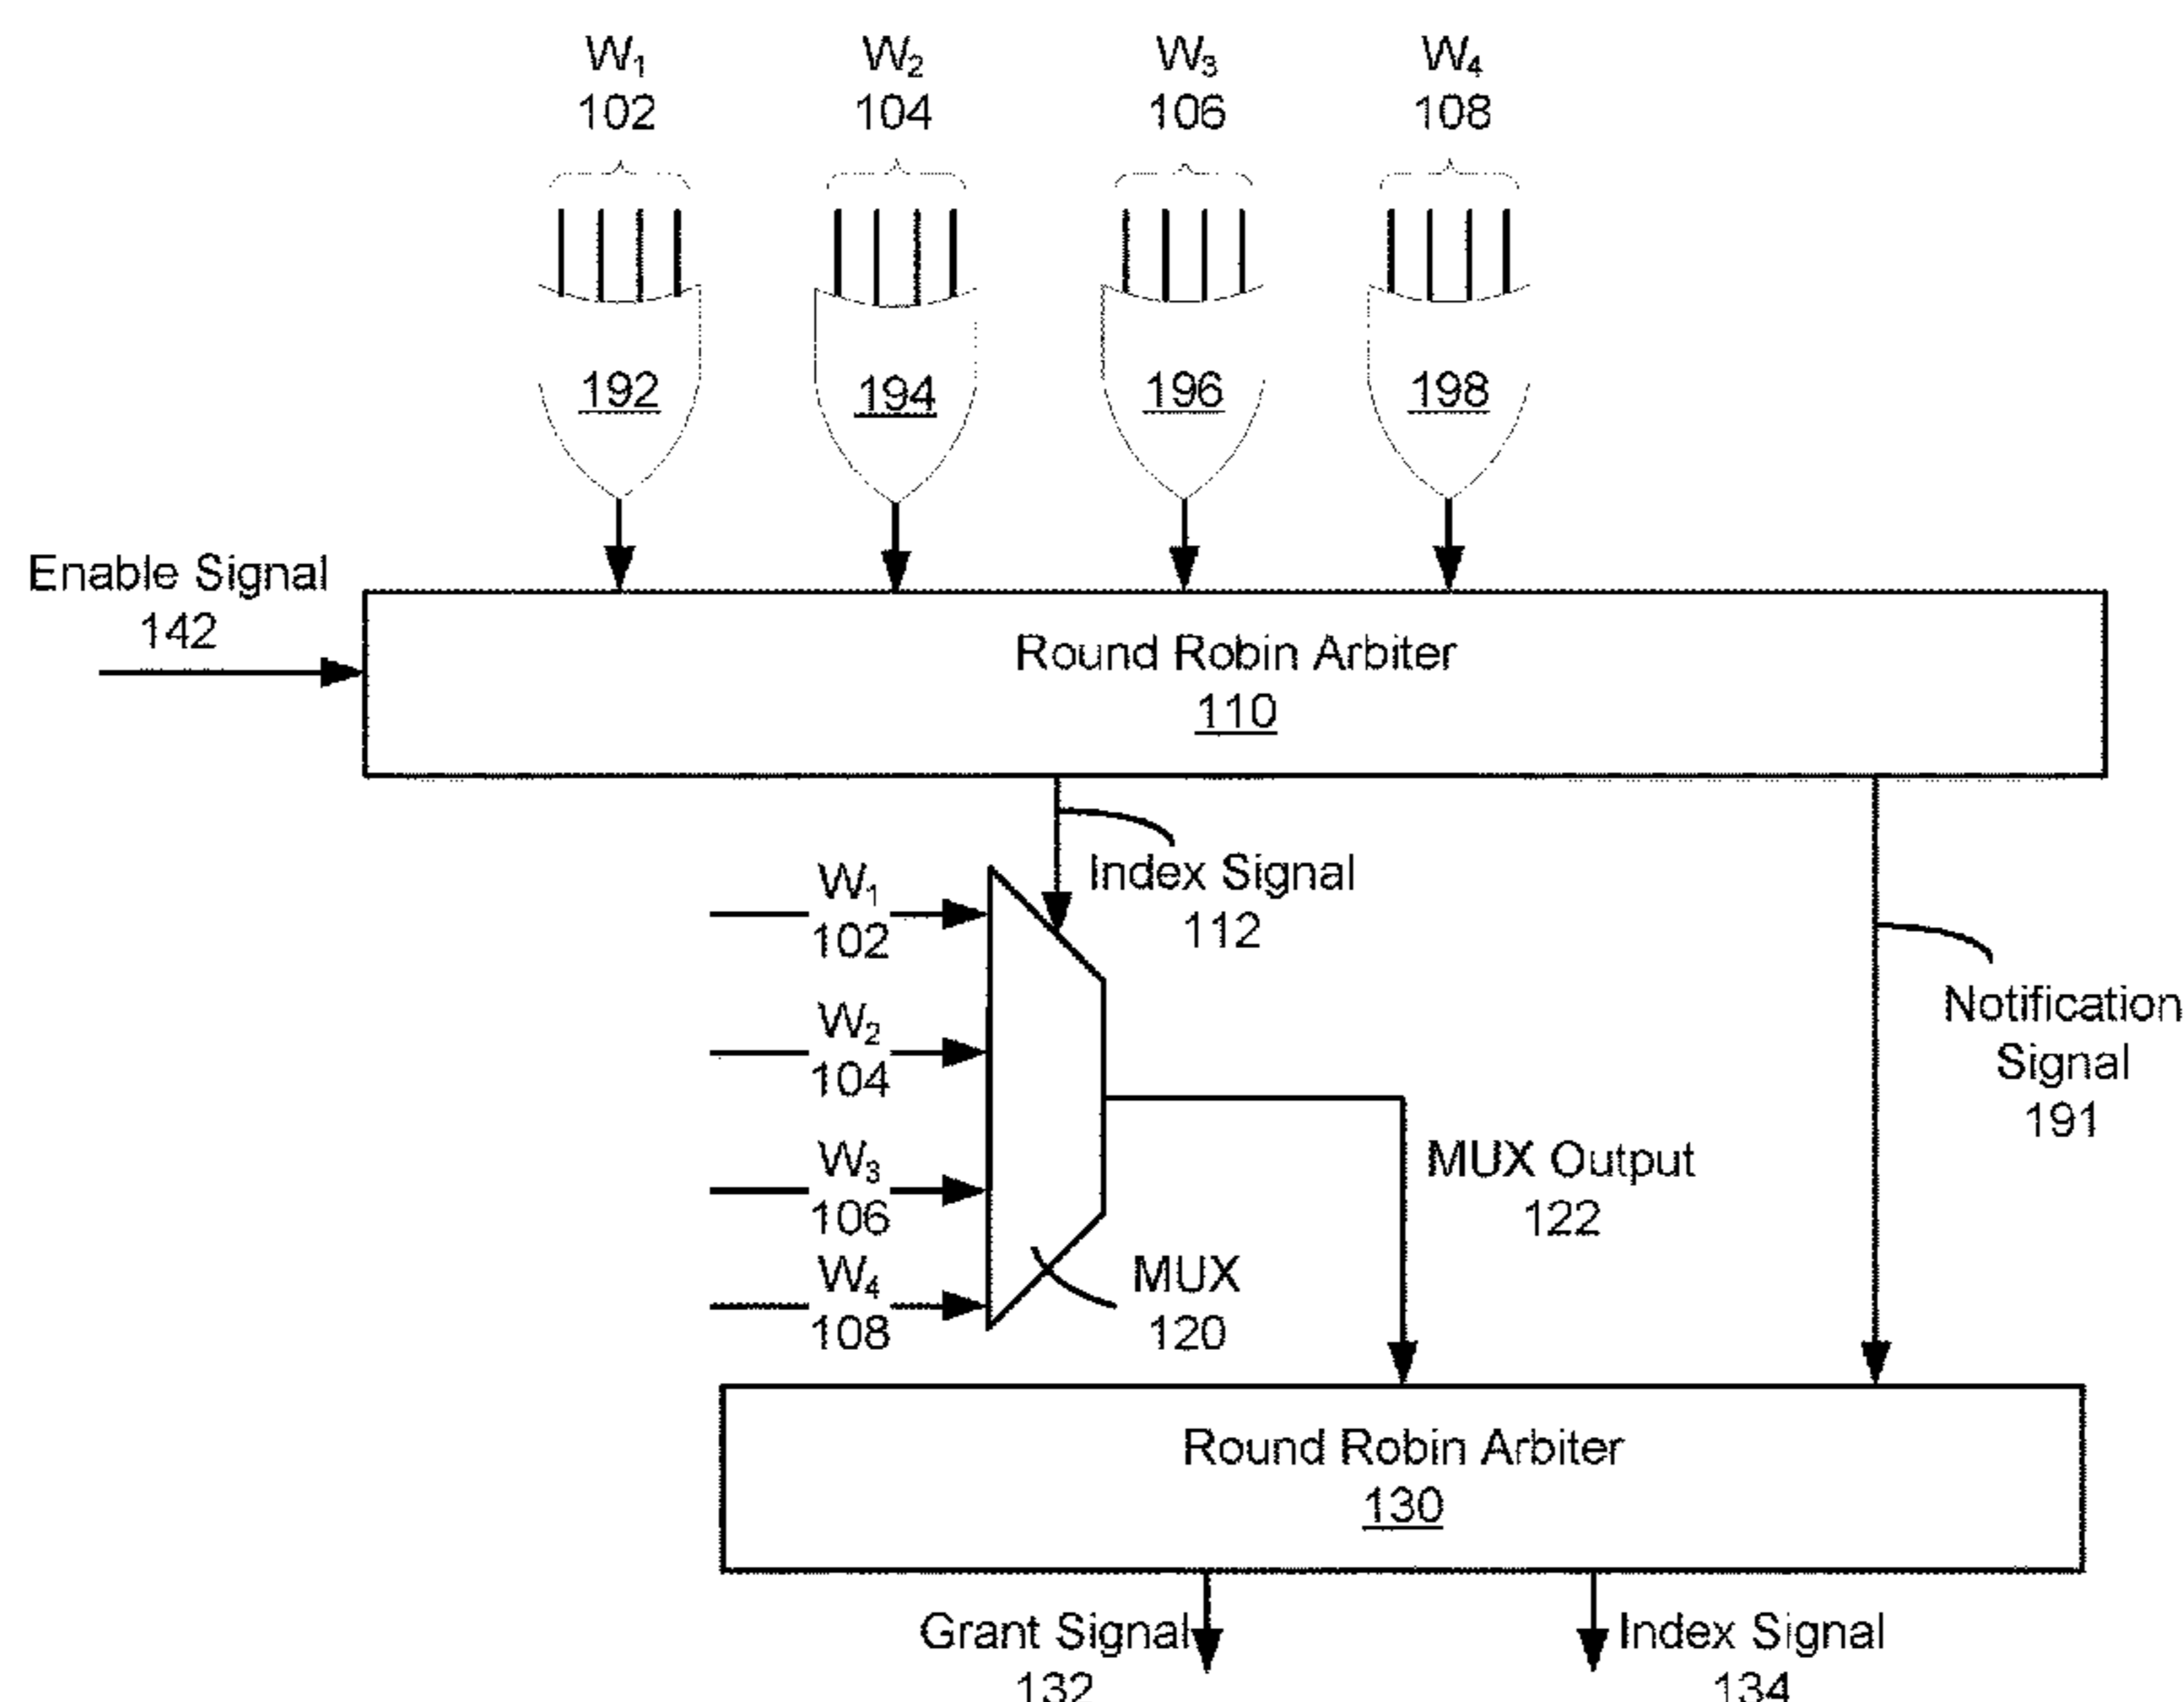 W1 W2 W3 W4
102 104 106 108
192 194 196 198
Enable Signal
142
Round Robin Arbiter
110
Index Signal
112
W1
102
W2
104
W3
106
W4
108
Notification
Signal
191
MUX Output
122
MUX
120
Round Robin Arbiter
130
Grant Signal
132
Index Signal
134